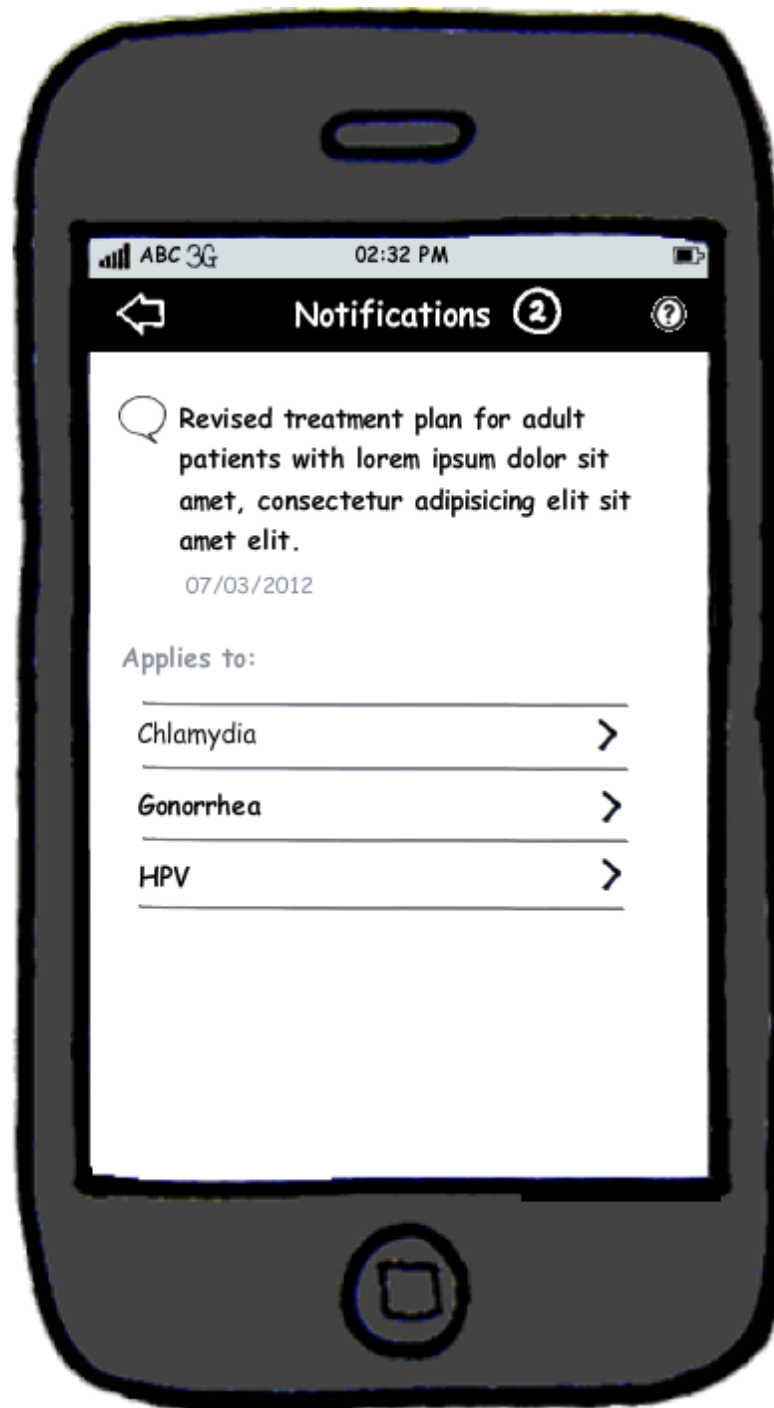 ABC 3G 02:32 PM
Notifications 2 ?
Revised treatment plan for adult
patients with lorem ipsum dolor sit
amet, consectetur adipisicing elit sit
amet elit.
07/03/2012
Applies to:
Chlamydia
Gonorrhea
HPV